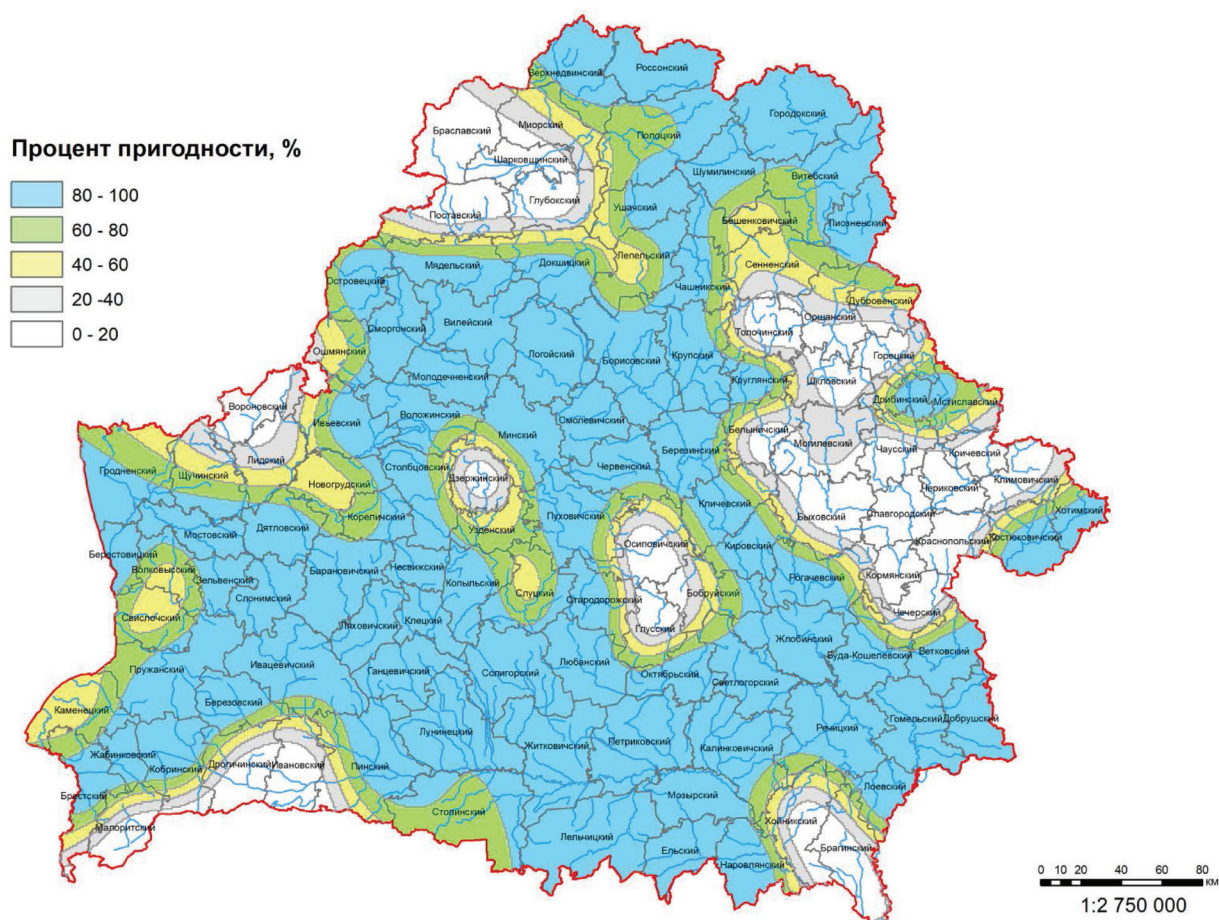 Процент пригодности, %
80 - 100
60 - 80
40 - 60
20 -40
0 - 20
Верхнедвинский
Россонский
Городокский
Миорский
Браславский
Полоцкий
Шарковщинский
Шумилинский
Витебский
Глубокский
Лиозненский
Поставский
Ушачский
Бешенковичский
Лепельский
Мядельский
Докшицкий
Сенненский
Островецкий
Чашникский
Дубровенский
Сморгонский
Вилейский
Оршанский
Толочинский
Ошмянский
Логойский
Борисовский
Крупский
Горецкий
Молодечненский
Круглянский
Шкловский
Дрибинский
Мстиславский
Вороновский
Воложинский
Ивьевский
Смолевичский
Минский
Белыничский
Могилевский
Чаусский
Кричевский
Лидский
Гродненский
Щучинский
Столбцовский
Червенский
Березинский
Дзержинский
Климовичский
Новогрудский
Чериковский
Кличевский
Хотимский
Кореличский
Пуховичский
Быховский
Славгородский
Дятловский
Узденский
Мостовский
Костюковичский
Краснопольский
Осиповичский
Кировский
Берестовицкий
Волковысский
Несвижский
Зельвенский
Барановичский
Копыльский
Рогачевский
Кормянский
Слуцкий
Стародорожский
Бобруйский
Слонимский
Свислочский
Чечерский
Ляховичский
Клецкий
Глусский
Жлобинский
Ветковский
Буда-Кошелевский
Пружанский
Ивацевичский
Ганцевичский
Солигорский
Любанский
Октябрьский
Светлогорский
Каменецкий
Березовский
Гомельский
Добрушский
Лунинецкий
Речицкий
Житковичский
Петриковский
Калинковичский
Жабинковский
Кобринский
Дрогичинский
Ивановский
Пинский
Лоевский
Брестский
Мозырский
Столинский
Малоритский
Хойникский
Лельчицкий
Ельский
Брагинский
Наровлянский
0 10 20 40 60 80
км
1:2 750 000